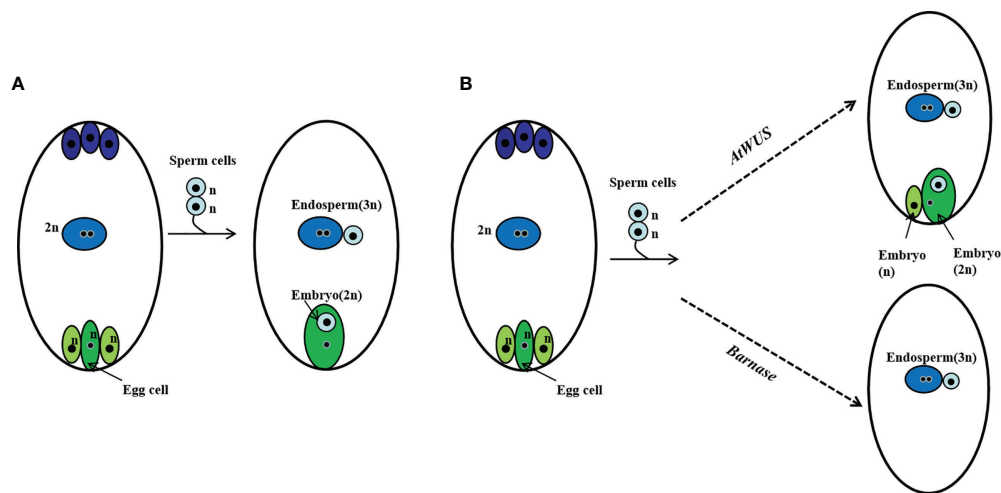 A
2n
n
n
n
Egg cell
Sperm cells
n
n
Endosperm(3n)
Embryo(2n)
B
2n
n
n
n
Egg cell
Sperm cells
n
n
AtWUS
Barnase
Endosperm(3n)
Embryo
(n)
Embryo
(2n)
Endosperm(3n)